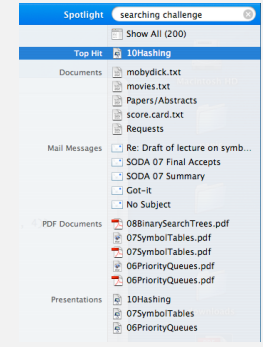 Spotlight searching challenge
Show All (200)
Top Hit 10Hashing
Documents mobydick.txt
movies.txt
Papers/Abstracts
score.card.txt
Requests
Mail Messages Re: Draft of lecture on symb...
SODA 07 Final Accepts
SODA 07 Summary
Got-it
No Subject
PDF Documents 08BinarySearchTrees.pdf
07SymbolTables.pdf
07SymbolTables.pdf
06PriorityQueues.pdf
06PriorityQueues.pdf
Presentations 10Hashing
07SymbolTables
06PriorityQueues